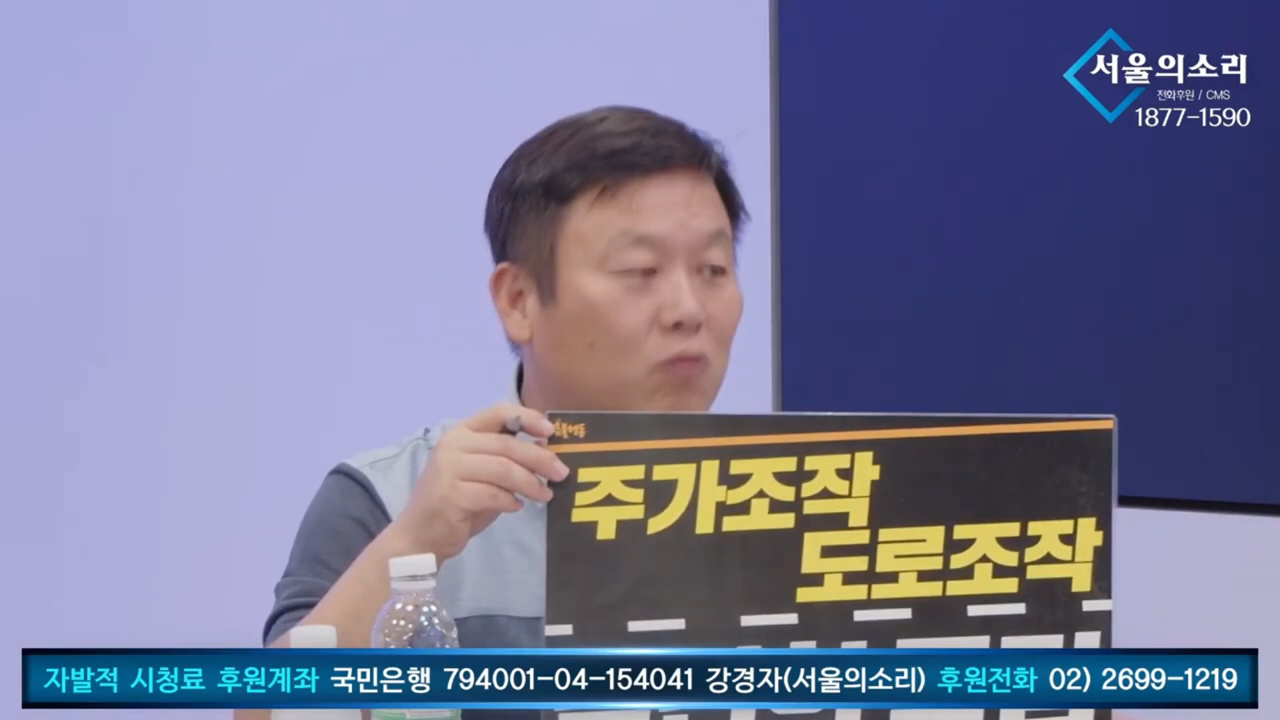 서울의소리
전화후원 / CMS
1877-1590
주가조작
도로조작
자발적 시청료 후원계좌 국민은행 794001-04-154041 강경자(서울의소리) 후원전화 02) 2699-1219